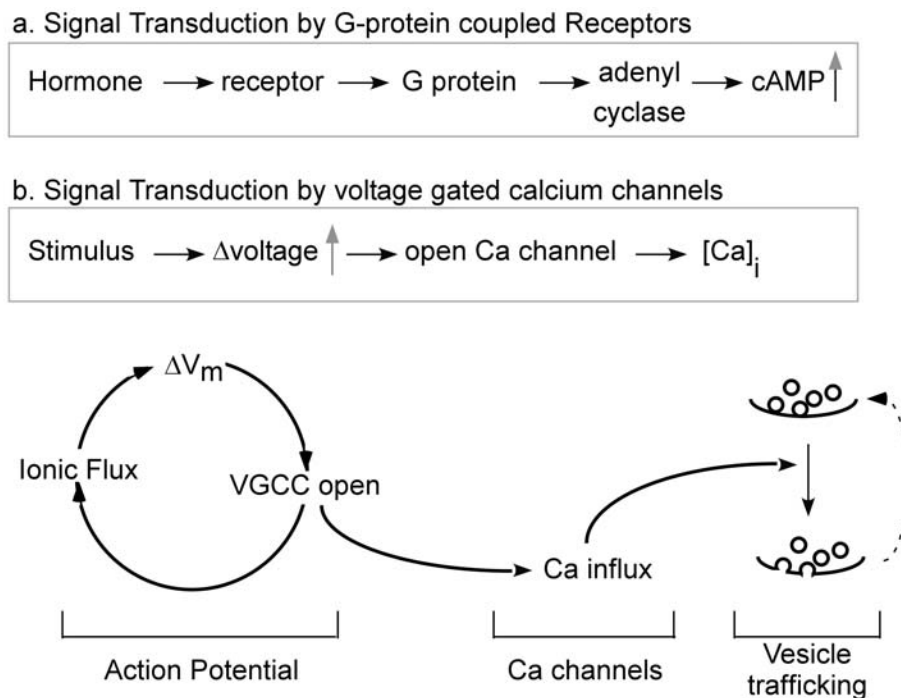 a. Signal Transduction by G-protein coupled Receptors
Hormone → receptor → G protein → adenyl cyclase → cAMP ↑
b. Signal Transduction by voltage gated calcium channels
Stimulus → Δvoltage ↑ → open Ca channel → [Ca]i
ΔVm
Ionic Flux
VGCC open
Ca influx
Action Potential
Ca channels
Vesicle
trafficking